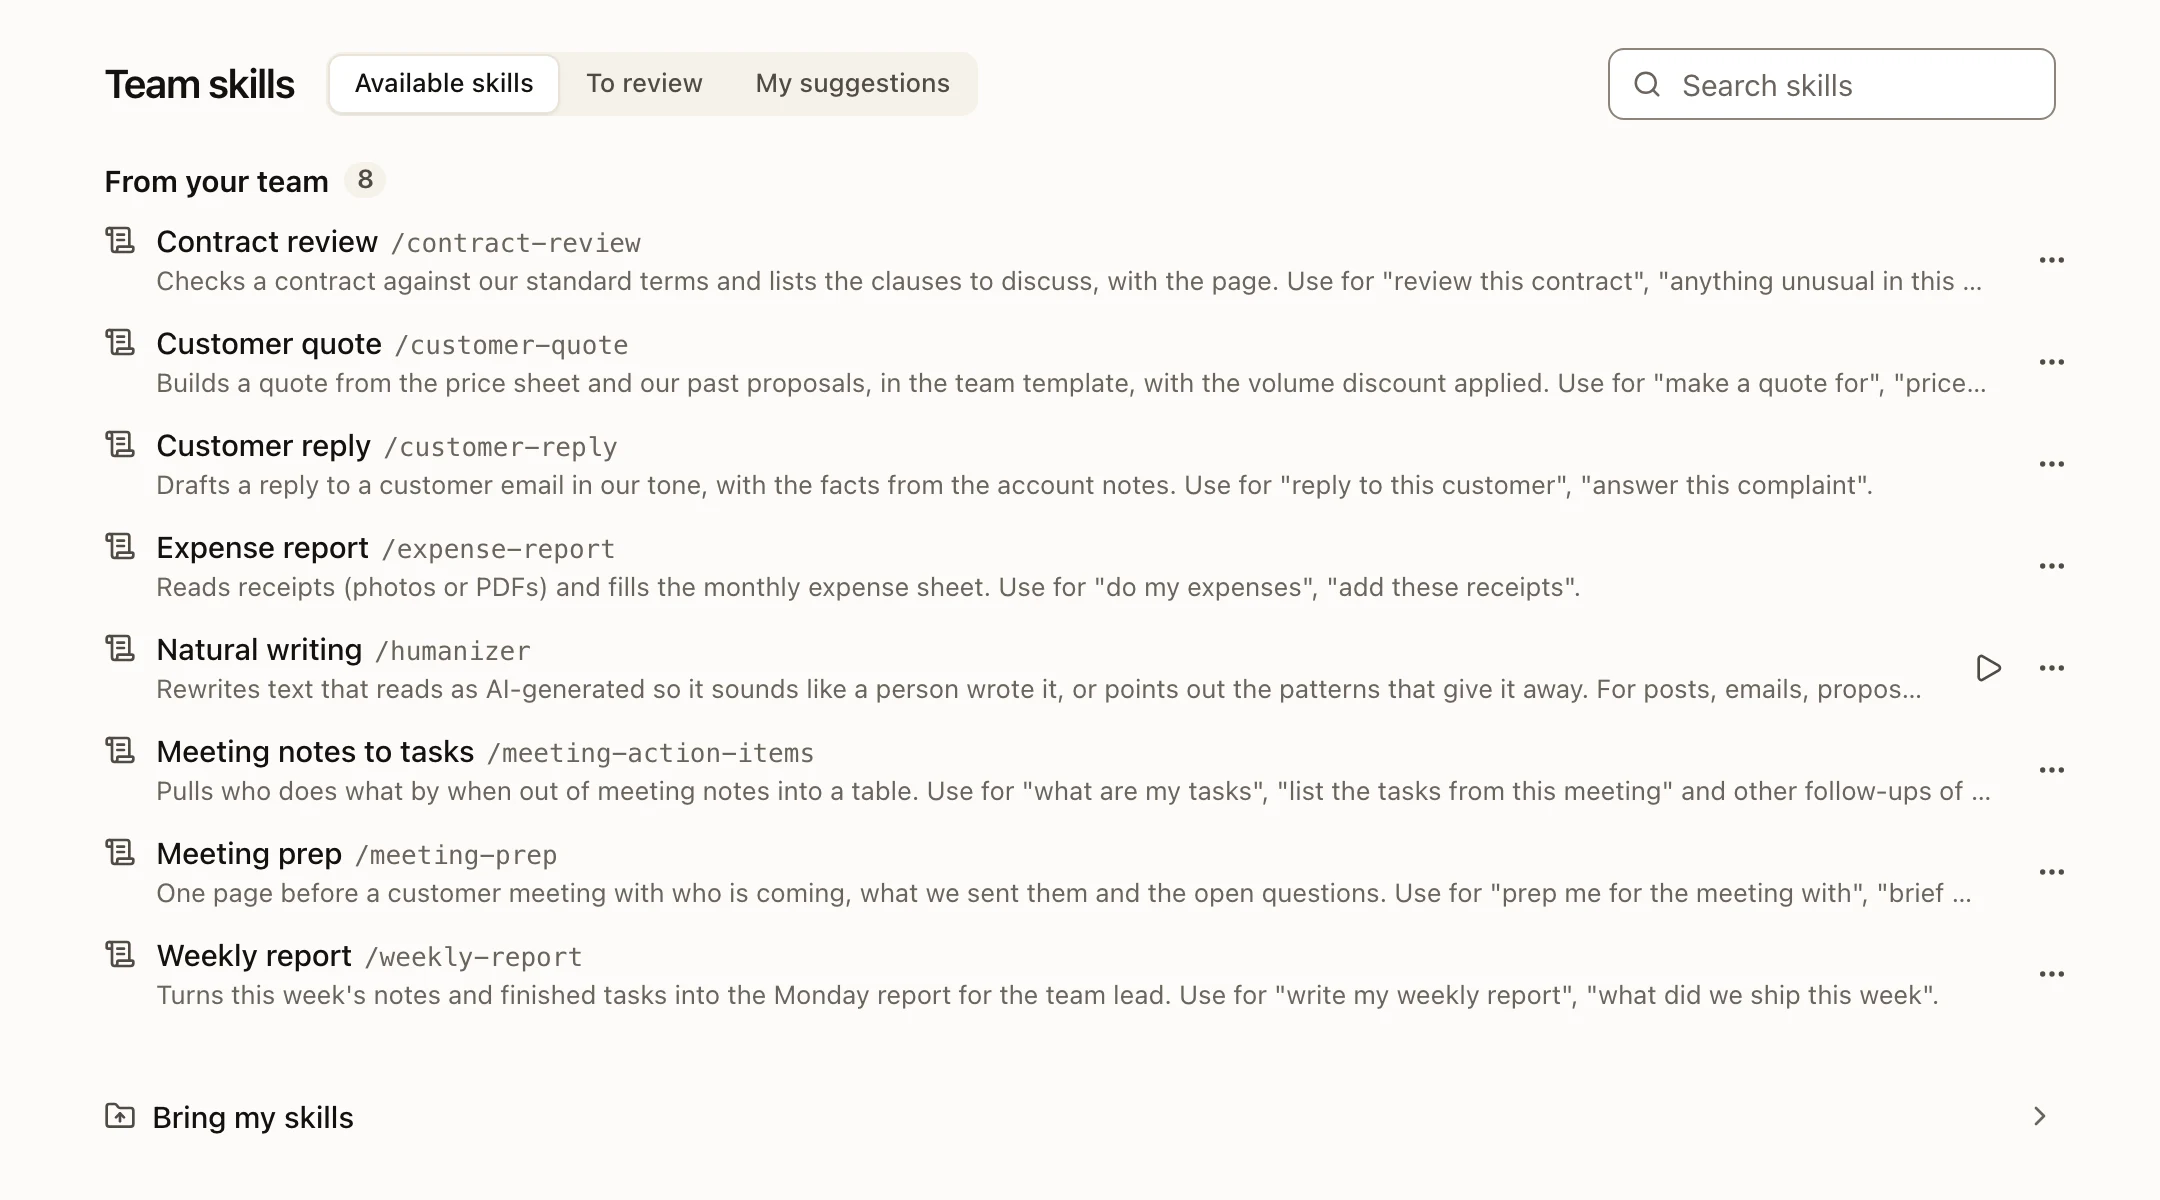 Team skills
Available skills
To review
My suggestions
Search skills
From your team 8
Contract review /contract-review
Checks a contract against our standard terms and lists the clauses to discuss, with the page. Use for "review this contract", "anything unusual in this ...
Customer quote /customer-quote
Builds a quote from the price sheet and our past proposals, in the team template, with the volume discount applied. Use for "make a quote for", "price...
Customer reply /customer-reply
Drafts a reply to a customer email in our tone, with the facts from the account notes. Use for "reply to this customer", "answer this complaint".
Expense report /expense-report
Reads receipts (photos or PDFs) and fills the monthly expense sheet. Use for "do my expenses", "add these receipts".
Natural writing /humanizer
Rewrites text that reads as AI-generated so it sounds like a person wrote it, or points out the patterns that give it away. For posts, emails, propos...
Meeting notes to tasks /meeting-action-items
Pulls who does what by when out of meeting notes into a table. Use for "what are my tasks", "list the tasks from this meeting" and other follow-ups of ...
Meeting prep /meeting-prep
One page before a customer meeting with who is coming, what we sent them and the open questions. Use for "prep me for the meeting with", "brief ...
Weekly report /weekly-report
Turns this week's notes and finished tasks into the Monday report for the team lead. Use for "write my weekly report", "what did we ship this week".
Bring my skills